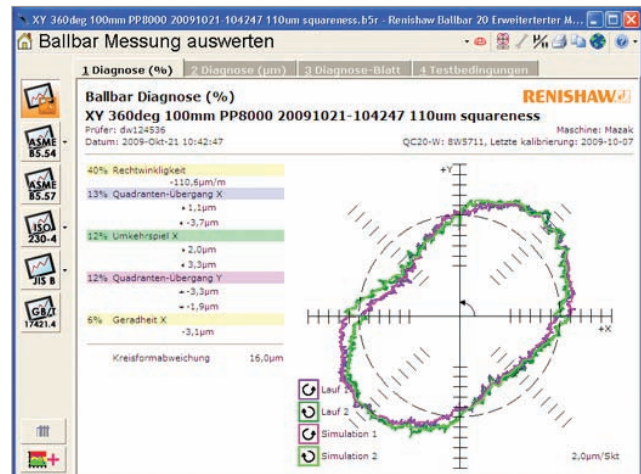 XY 360deg 100mm PP8000 20091021-104247 110um squareness.b5r - Renishaw Ballbar 20 Erweiterterter M...
Ballbar Messung auswerten
1 Diagnose (%) 2 Diagnose (µm) 3 Diagnose-Blatt 4 Testbedingungen
Ballbar Diagnose (%)
RENISHAW
XY 360deg 100mm PP8000 20091021-104247 110um squareness
Prüfer: dw124536 Maschine: Mazak
Datum: 2009-Okt-21 10:42:47 QC20-W: 8W5711, Letzte kalibrierung: 2009-10-07
ASME
B5.54
ASME
B5.57
ISO
230-4
JIS B
GB/T
17421.4
40% Rechtwinkligkeit
-110,6µm/m
13% Quadranten-Übergang X
1,1µm
-3,7µm
12% Umkehrspiel X
2,0µm
3,3µm
12% Quadranten-Übergang Y
-3,3µm
-1,9µm
6% Geradheit X
-3,1µm
Kreisformabweichung 16,0µm
+Y
+X
Lauf 1
Lauf 2
Simulation 1
Simulation 2
2,0µm/Skt